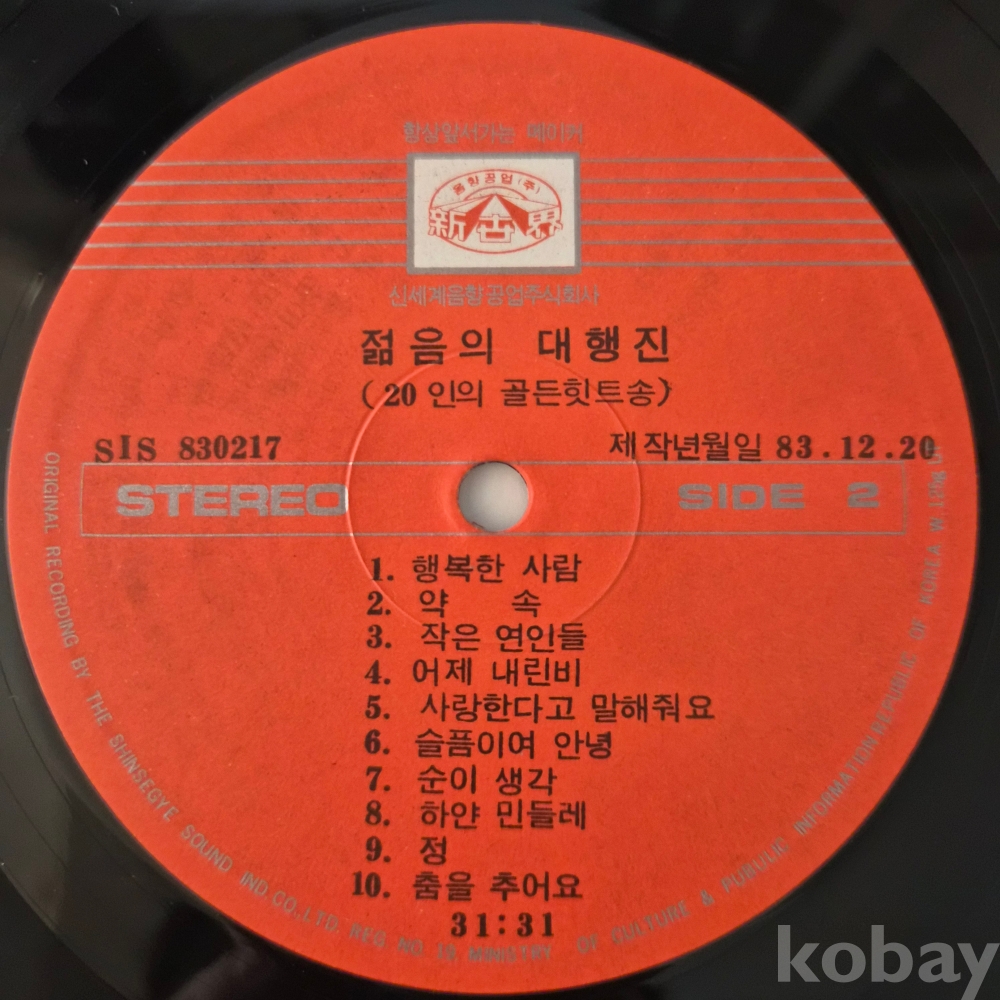 항상앞서가는 메이커
음향공업(주)
新世界
신세계음향공업주식회사
젊음의 대행진
(20인의 골든힛트송)
SIS 830217
제작년월일 83.12.20
STEREO
SIDE 2
1. 행복한 사람
2. 약 속
3. 작은 연인들
4. 어제 내린비
5. 사랑한다고 말해줘요
6. 슬픔이여 안녕
7. 순이 생각
8. 하얀 민들레
9. 정
10. 춤을 추어요
31:31
ORIGINAL RECORDING BY THE SHINSEGYE SOUND IND.CO.,LTD. REG. NO. 16 MINISTRY OF CULTURE & PUBULIC INFORMATION REPUBLIC OF KOREA
kobay